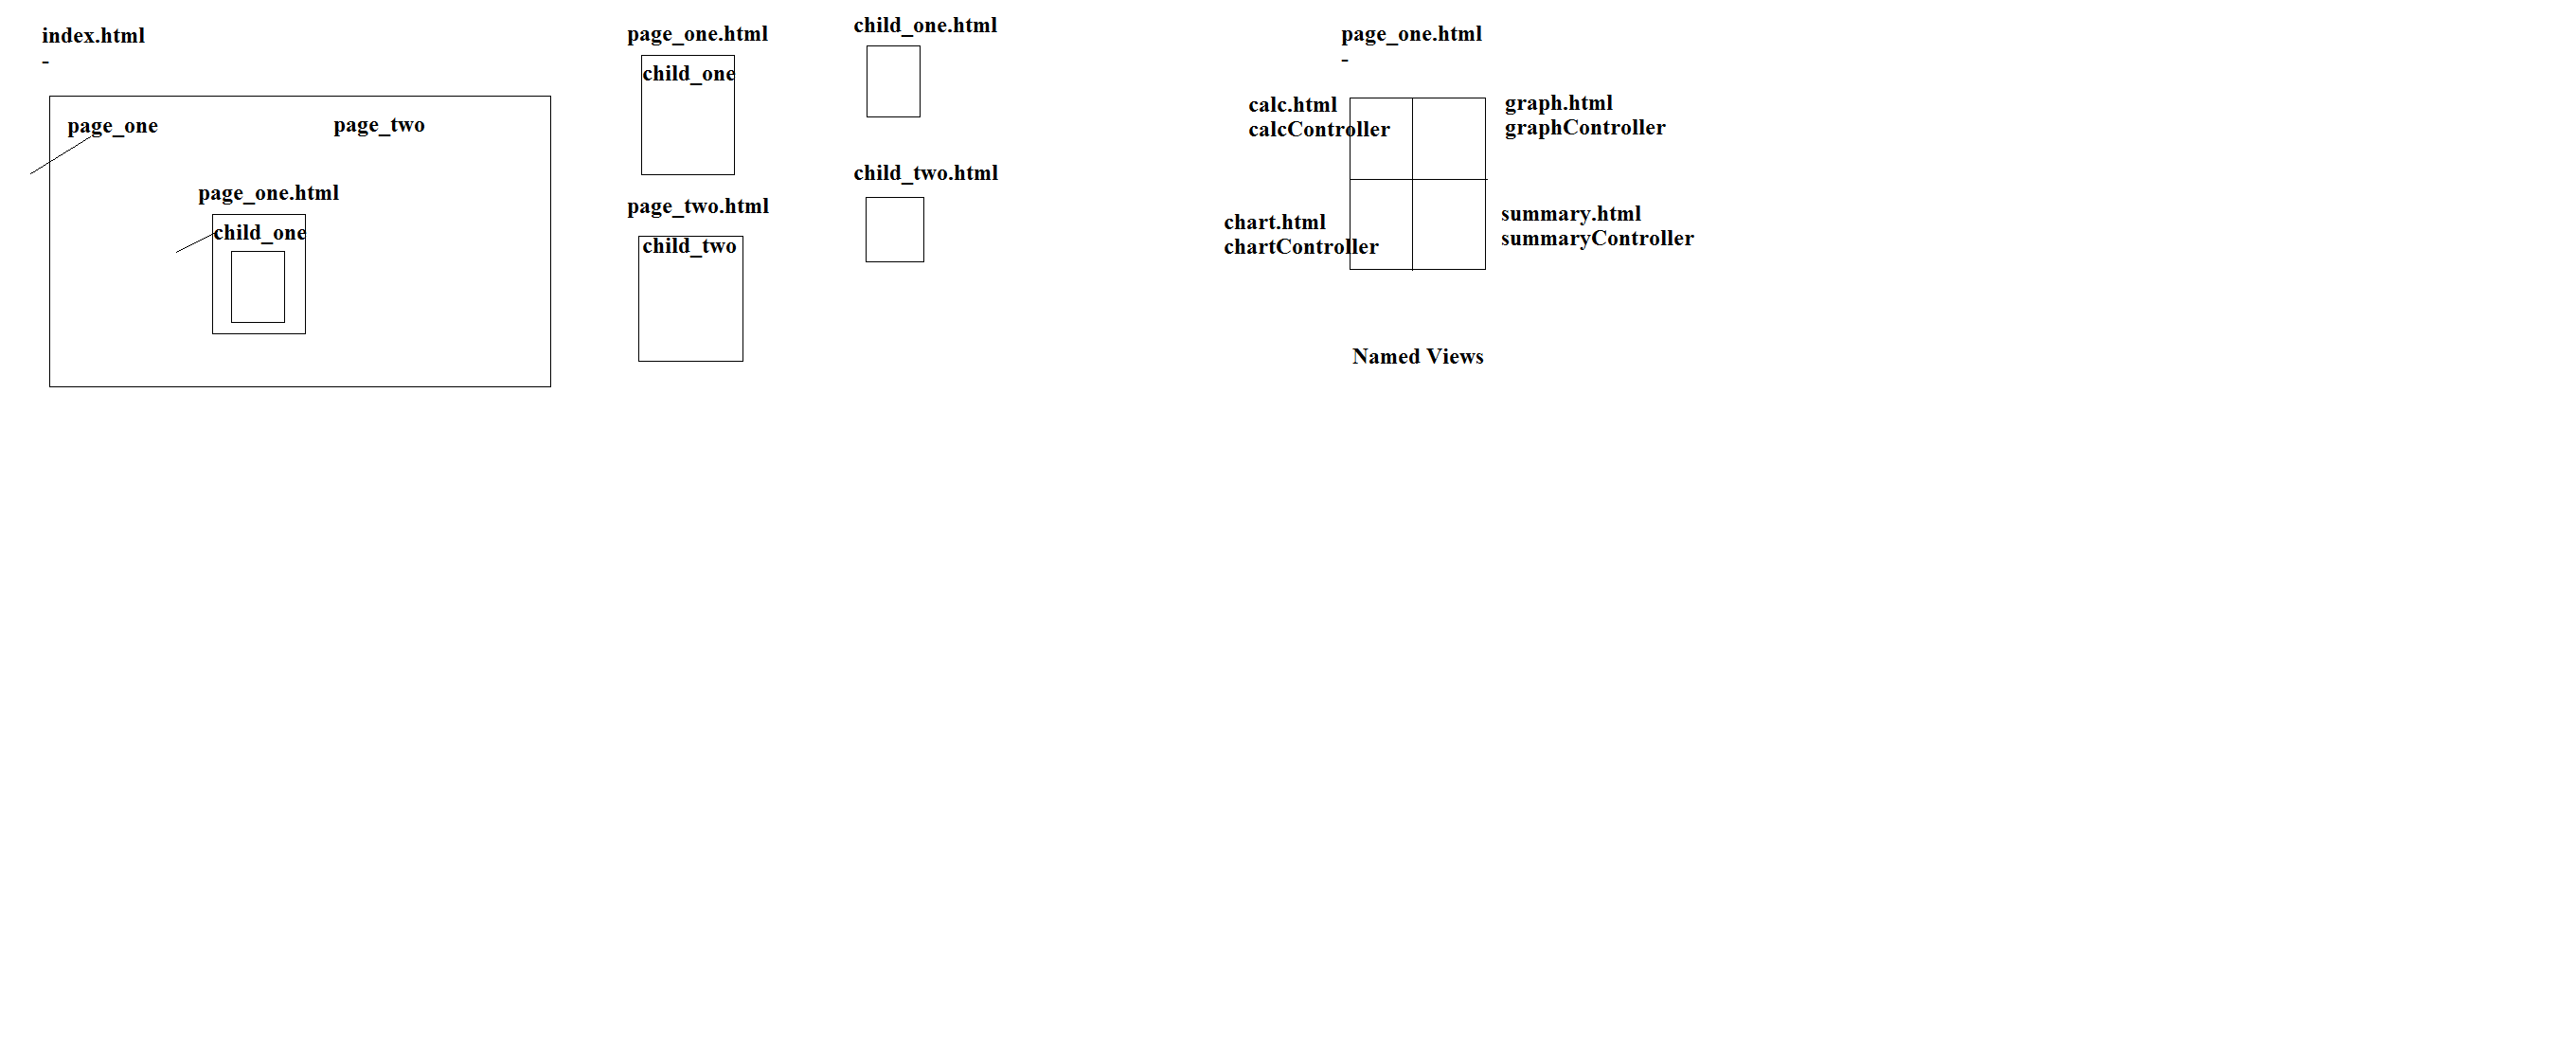 index.html
-
page_one
page_two
page_one.html
child_one
page_one.html
child_one
page_two.html
child_two
child_one.html
child_two.html
page_one.html
-
calc.html
calcController
graph.html
graphController
chart.html
chartController
summary.html
summaryController
Named Views